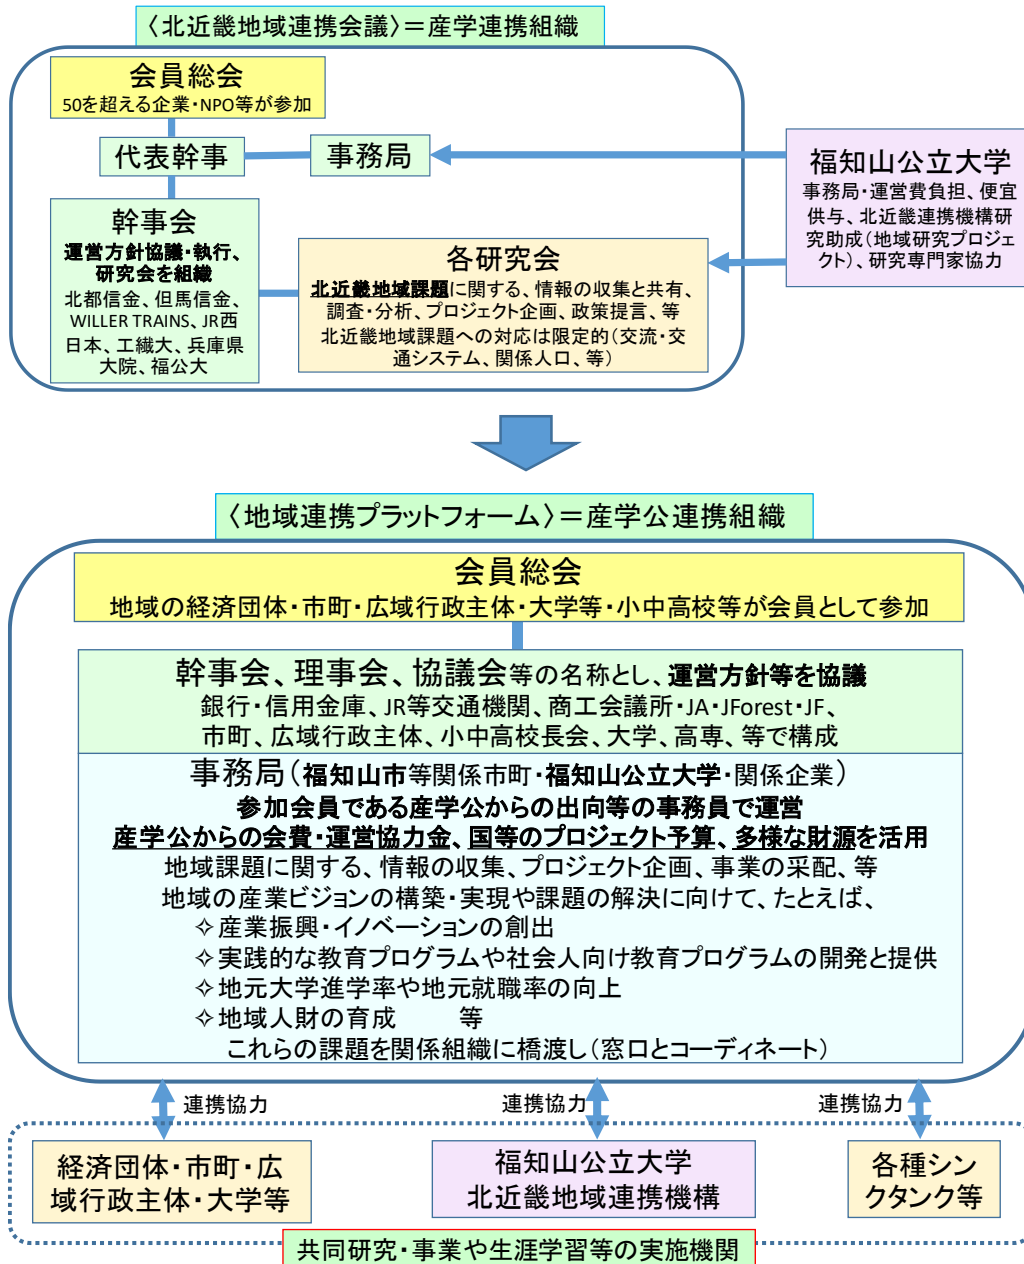 〈北近畿地域連携会議〉＝産学連携組織
会員総会
50を超える企業・NPO等が参加
代表幹事
事務局
幹事会
運営方針協議・執行、
研究会を組織
北都信金、但馬信金、
WILLER TRAINS、JR西
日本、工繊大、兵庫県
大院、福公大
各研究会
北近畿地域課題に関する、情報の収集と共有、
調査・分析、プロジェクト企画、政策提言、等
北近畿地域課題への対応は限定的（交流・交
通システム、関係人口、等）
福知山公立大学
事務局・運営費負担、便宜
供与、北近畿連携機構研
究助成（地域研究プロジェ
クト）、研究専門家協力
〈地域連携プラットフォーム〉＝産学公連携組織
会員総会
地域の経済団体・市町・広域行政主体・大学等・小中高校等が会員として参加
幹事会、理事会、協議会等の名称とし、運営方針等を協議
銀行・信用金庫、JR等交通機関、商工会議所・JA・JForest・JF、
市町、広域行政主体、小中高校長会、大学、高専、等で構成
事務局（福知山市等関係市町・福知山公立大学・関係企業）
参加会員である産学公からの出向等の事務員で運営
産学公からの会費・運営協力金、国等のプロジェクト予算、多様な財源を活用
地域課題に関する、情報の収集、プロジェクト企画、事業の采配、等
地域の産業ビジョンの構築・実現や課題の解決に向けて、たとえば、
✧産業振興・イノベーションの創出
✧実践的な教育プログラムや社会人向け教育プログラムの開発と提供
✧地元大学進学率や地元就職率の向上
✧地域人財の育成　　等
これらの課題を関係組織に橋渡し（窓口とコーディネート）
連携協力
連携協力
連携協力
経済団体・市町・広
域行政主体・大学等
福知山公立大学
北近畿地域連携機構
各種シン
クタンク等
共同研究・事業や生涯学習等の実施機関